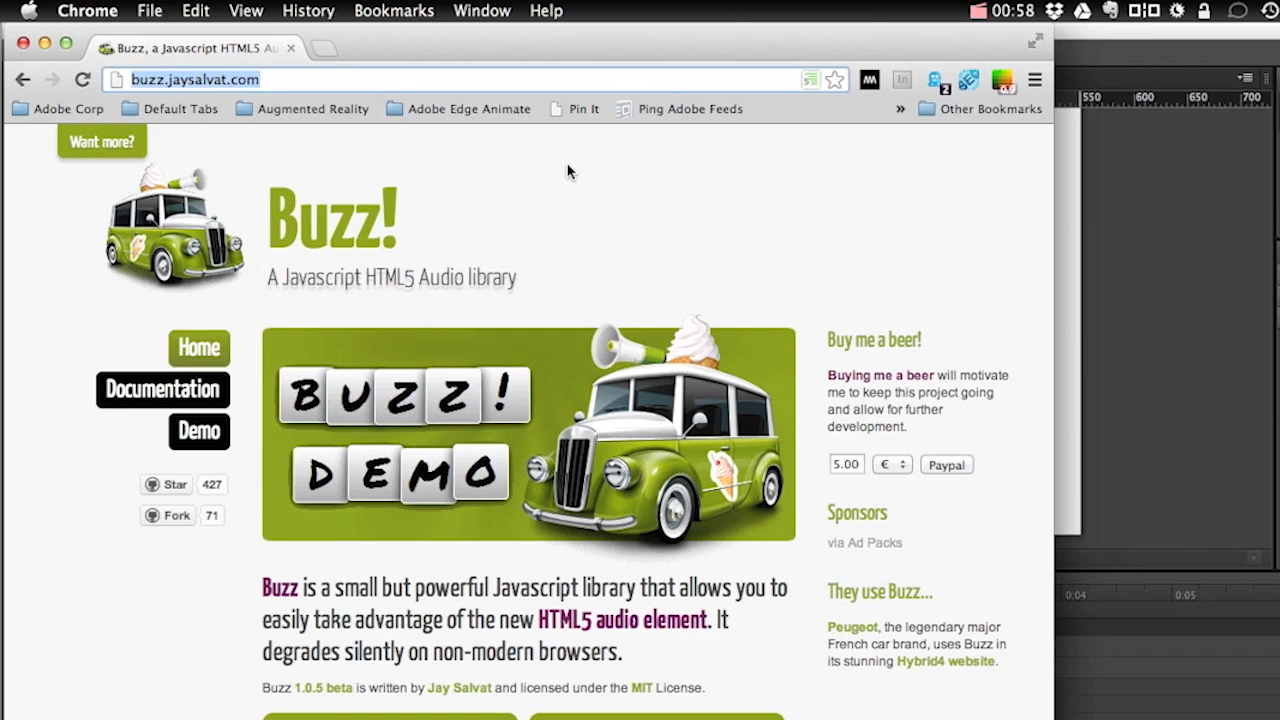 Chrome File Edit View History Bookmarks Window Help 00:58
Buzz, a Javascript HTML5 Au
buzz.jaysalvat.com
Adobe Corp Default Tabs Augmented Reality Adobe Edge Animate Pin It Ping Adobe Feeds » Other Bookmarks
550 600 650 700
Want more?
Buzz!
A Javascript HTML5 Audio library
Home
Documentation
Demo
Star 427
Fork 71
BUZZ!
DEMO
Buy me a beer!
Buying me a beer will motivate
me to keep this project going
and allow for further
development.
5.00 € Paypal
Sponsors
via Ad Packs
They use Buzz...
Peugeot, the legendary major
French car brand, uses Buzz in
its stunning Hybrid4 website.
0:04 0:05
Buzz is a small but powerful Javascript library that allows you to
easily take advantage of the new HTML5 audio element. It
degrades silently on non-modern browsers.
Buzz 1.0.5 beta is written by Jay Salvat and licensed under the MIT License.